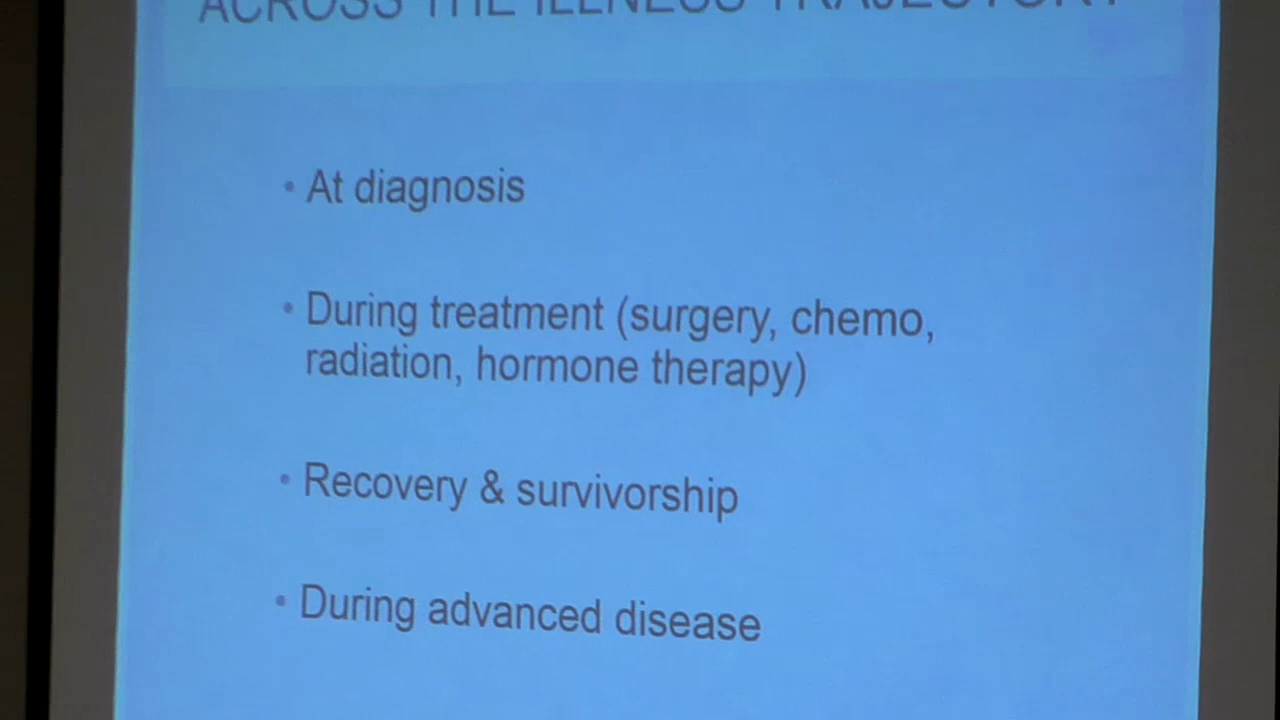 ACROSS THE ILLNESS TRAJECTORY
• At diagnosis
• During treatment (surgery, chemo,
radiation, hormone therapy)
• Recovery & survivorship
• During advanced disease